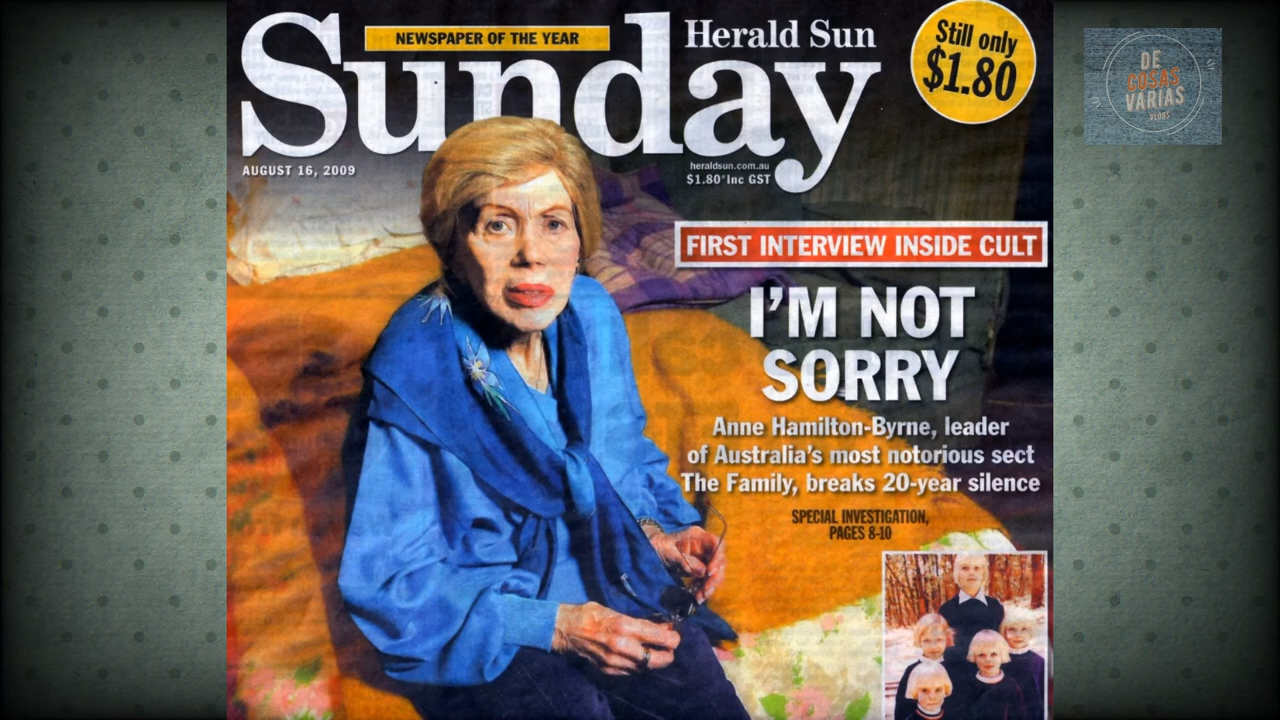 NEWSPAPER OF THE YEAR
Herald Sun
Sunday
Still only
$1.80
AUGUST 16, 2009
heraldsun.com.au
$1.80 Inc GST
FIRST INTERVIEW INSIDE CULT
I'M NOT
SORRY
Anne Hamilton-Byrne, leader
of Australia's most notorious sect
The Family, breaks 20-year silence
SPECIAL INVESTIGATION,
PAGES 8-10
DE
COSAS
VARIAS
VLOGS